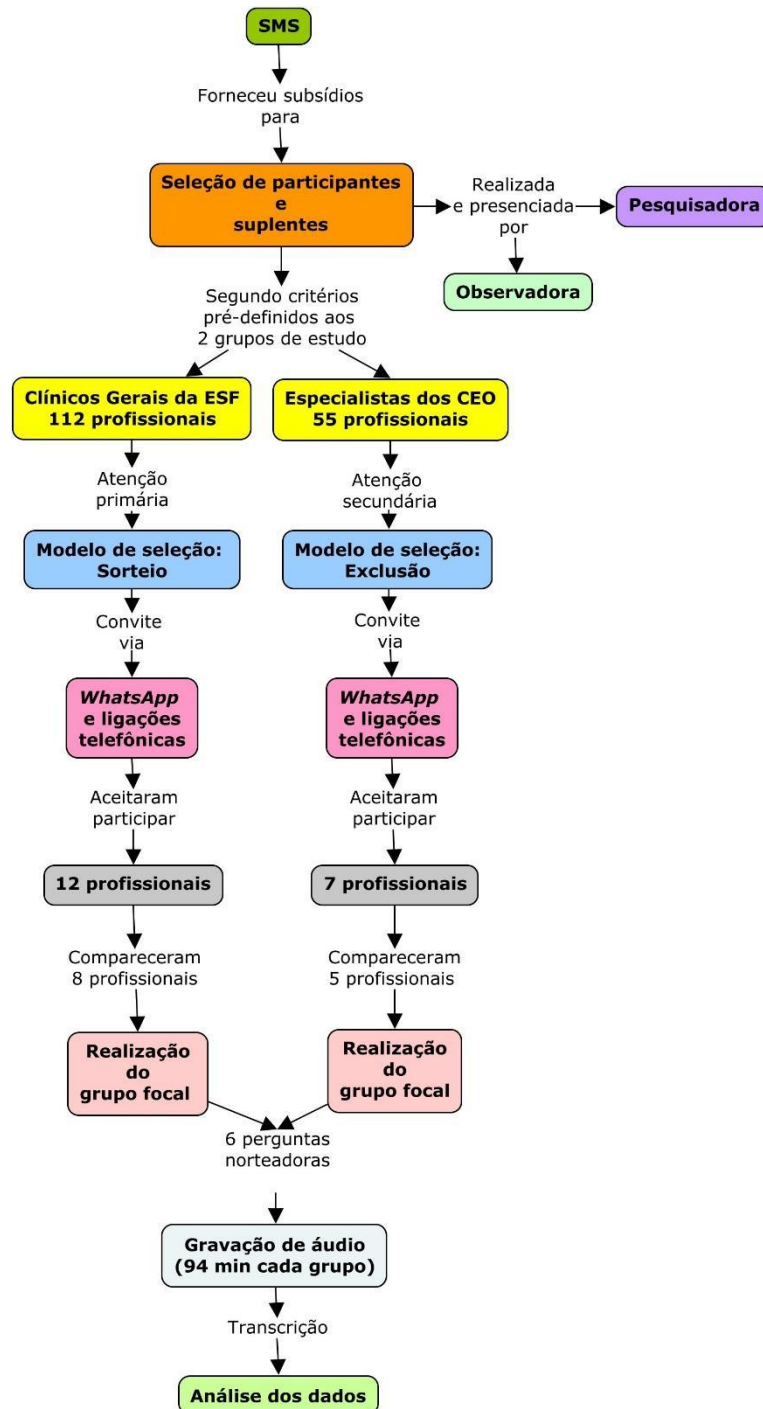 SMS
Forneceu subsídios
para
Seleção de participantes
e
suplentes
Realizada
e presenciada
por
Pesquisadora
Observadora
Segundo critérios
pré-definidos aos
2 grupos de estudo
Clínicos Gerais da ESF
112 profissionais
Especialistas dos CEO
55 profissionais
Atenção
primária
Atenção
secundária
Modelo de seleção:
Sorteio
Modelo de seleção:
Exclusão
Convite
via
Convite
via
WhatsApp
e ligações
telefônicas
WhatsApp
e ligações
telefônicas
Aceitaram
participar
Aceitaram
participar
12 profissionais
7 profissionais
Compareceram
8 profissionais
Compareceram
5 profissionais
Realização
do
grupo focal
Realização
do
grupo focal
6 perguntas
norteadoras
Gravação de áudio
(94 min cada grupo)
Transcrição
Análise dos dados